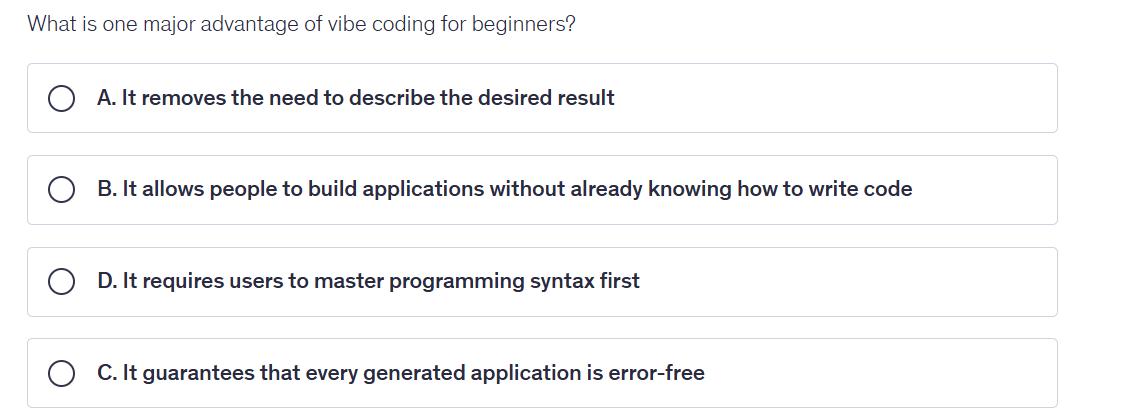 What is one major advantage of vibe coding for beginners?
A. It removes the need to describe the desired result
B. It allows people to build applications without already knowing how to write code
D. It requires users to master programming syntax first
C. It guarantees that every generated application is error-free